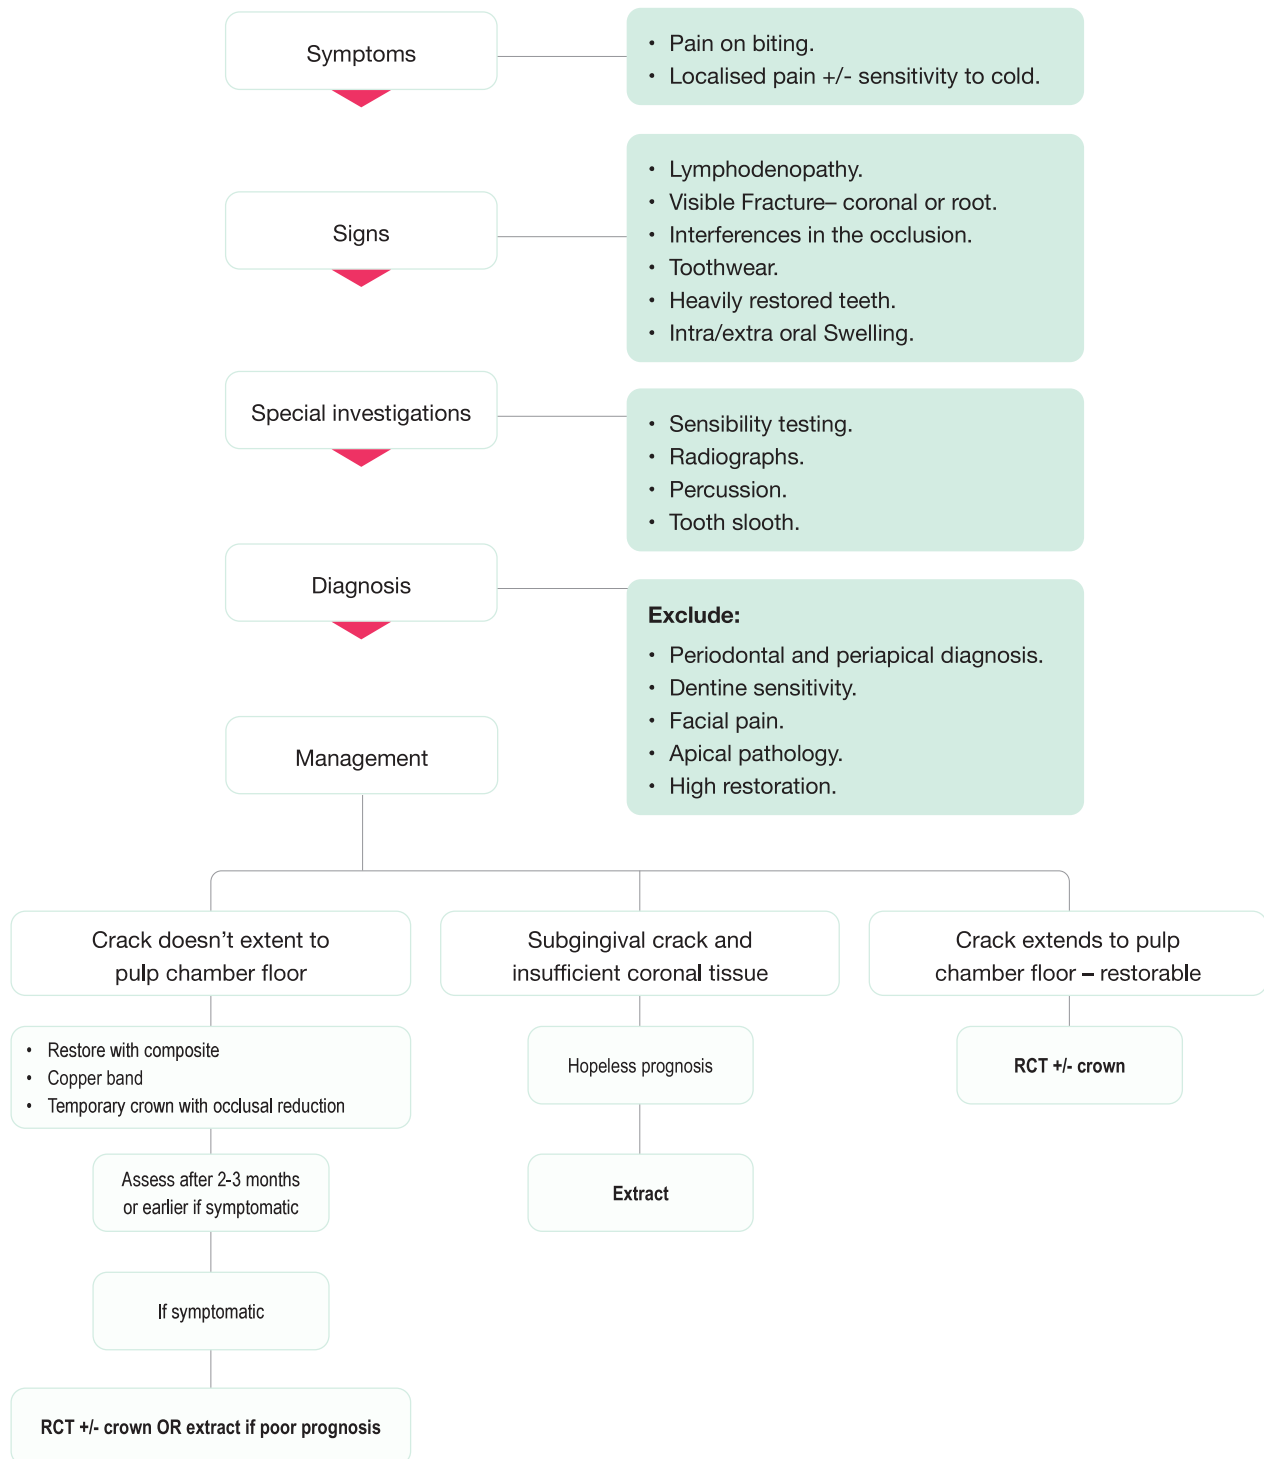 Symptoms
• Pain on biting.
• Localised pain +/- sensitivity to cold.
Signs
• Lymphodenopathy.
• Visible Fracture– coronal or root.
• Interferences in the occlusion.
• Toothwear.
• Heavily restored teeth.
• Intra/extra oral Swelling.
Special investigations
• Sensibility testing.
• Radiographs.
• Percussion.
• Tooth slooth.
Diagnosis
Exclude:
• Periodontal and periapical diagnosis.
• Dentine sensitivity.
• Facial pain.
• Apical pathology.
• High restoration.
Management
Crack doesn’t extent to
pulp chamber floor
• Restore with composite
• Copper band
• Temporary crown with occlusal reduction
Assess after 2-3 months
or earlier if symptomatic
If symptomatic
RCT +/- crown OR extract if poor prognosis
Subgingival crack and
insufficient coronal tissue
Hopeless prognosis
Extract
Crack extends to pulp
chamber floor – restorable
RCT +/- crown